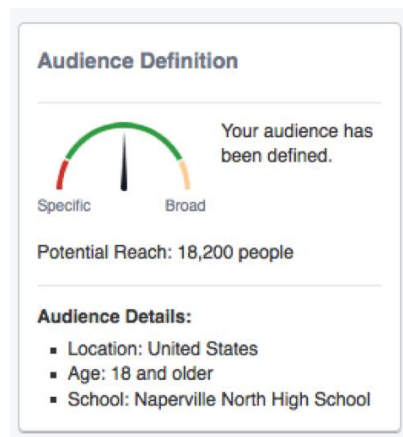 Audience Definition
Your audience has
been defined.
Specific
Broad
Potential Reach: 18,200 people
Audience Details:
Location: United States
Age: 18 and older
School: Naperville North High School